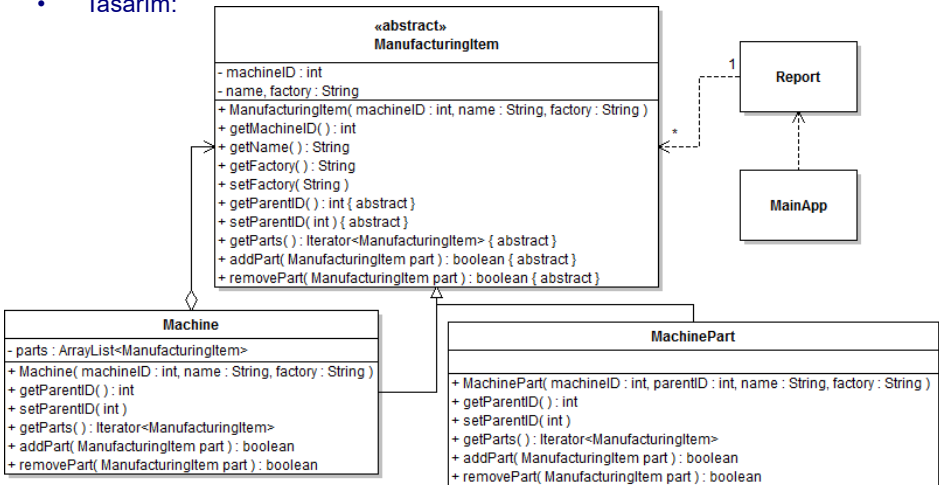 • Tasarım:
«abstract»
ManufacturingItem
- machineID : int
- name, factory : String
+ ManufacturingItem( machineID : int, name : String, factory : String )
+ getMachineID( ) : int
+ getName( ) : String
+ getFactory( ) : String
+ setFactory( String )
+ getParentID( ) : int { abstract }
+ setParentID( int ) { abstract }
+ getParts( ) : Iterator<ManufacturingItem> { abstract }
+ addPart( ManufacturingItem part ) : boolean { abstract }
+ removePart( ManufacturingItem part ) : boolean { abstract }
1
*
Report
MainApp
Machine
- parts : ArrayList<ManufacturingItem>
+ Machine( machineID : int, name : String, factory : String )
+ getParentID( ) : int
+ setParentID( int )
+ getParts( ) : Iterator<ManufacturingItem>
+ addPart( ManufacturingItem part ) : boolean
+ removePart( ManufacturingItem part ) : boolean
MachinePart
+ MachinePart( machineID : int, parentID : int, name : String, factory : String )
+ getParentID( ) : int
+ setParentID( int )
+ getParts( ) : Iterator<ManufacturingItem>
+ addPart( ManufacturingItem part ) : boolean
+ removePart( ManufacturingItem part ) : boolean